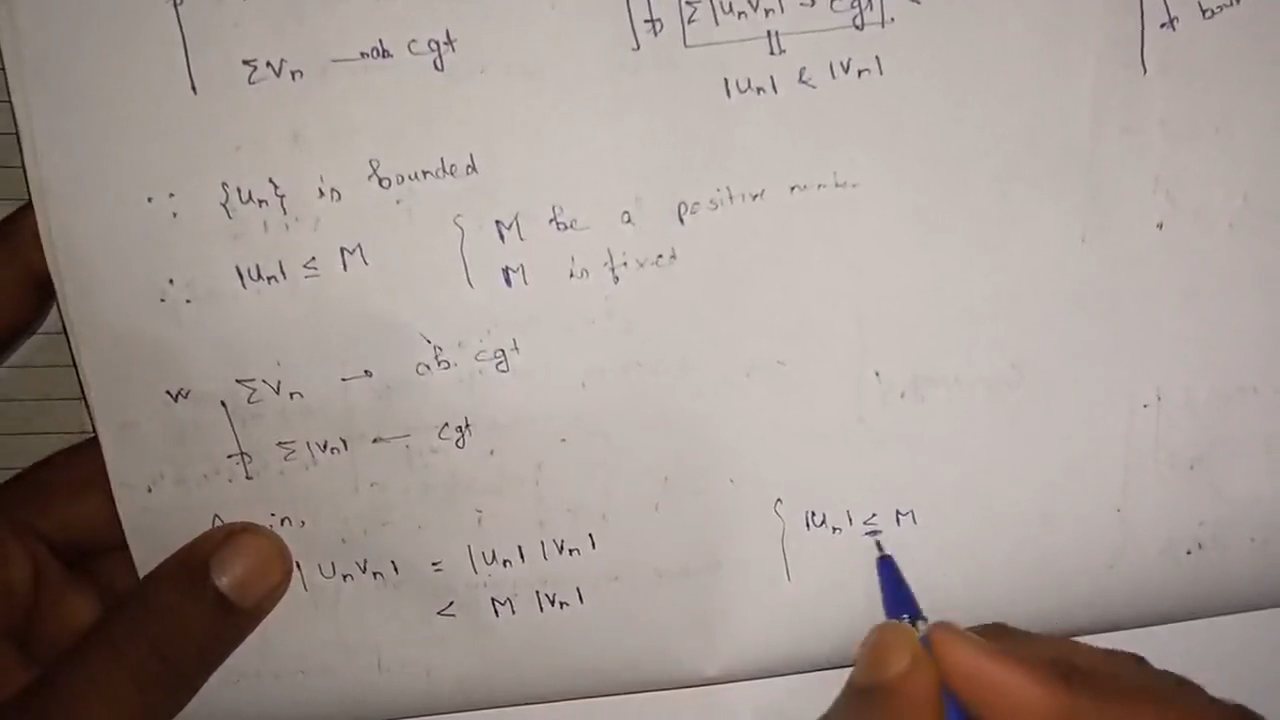 Σvₙ → ab. cgt
Σ|uₙvₙ| → cgt.
|uₙ| & |vₙ|
∵ {uₙ} is bounded
∴ |uₙ| ≤ M { M be a positive number
M is fixed
Σvₙ → ab. cgt
Σ|vₙ| — cgt
|uₙvₙ| = |uₙ| |vₙ|
< M |vₙ|
{ |uₙ| ≤ M